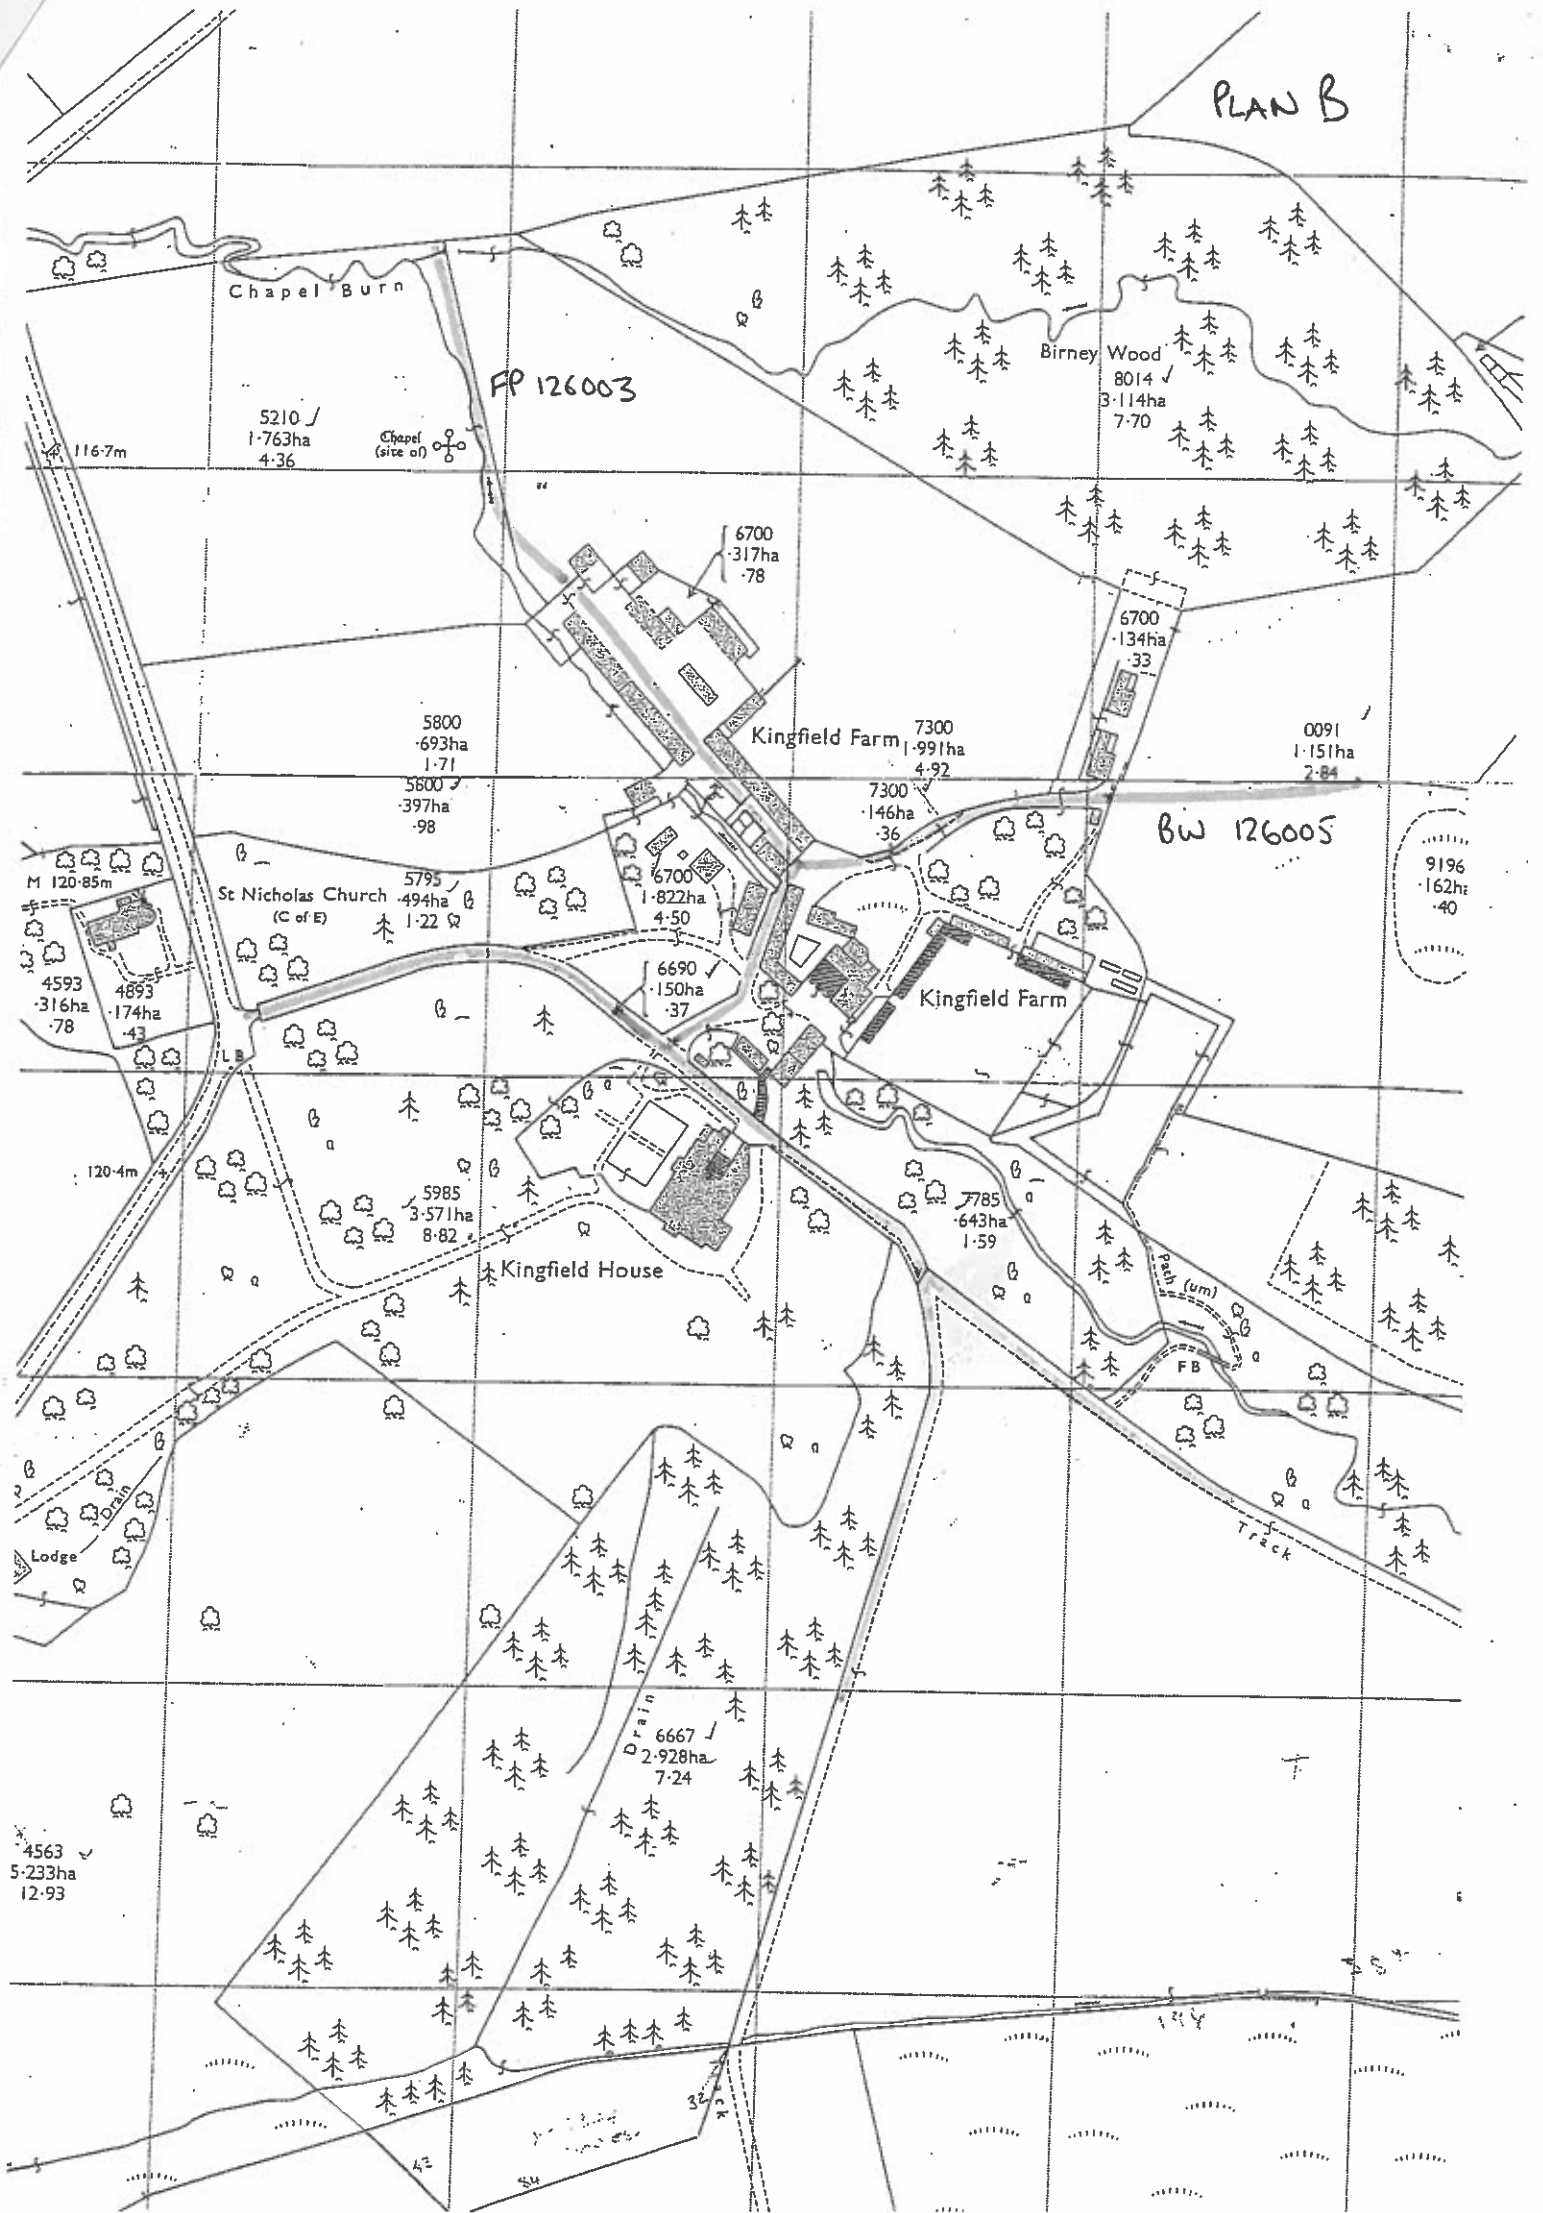 PLAN B
Chapel Burn
Birney Wood
8014
3·114ha
7·70
FP 126003
5210
1·763ha
4·36
Chapel
(site of)
116·7m
6700
·317ha
·78
6700
·134ha
·33
5800
·693ha
1·71
5600
·397ha
·98
Kingfield Farm
7300
1·991ha
4·92
7300
·146ha
·36
0091
1·151ha
2·84
BW 126005
9196
·162ha
·40
M 120·85m
St Nicholas Church
(C of E)
5795
·494ha
1·22
6700
1·822ha
4·50
4593
·316ha
·78
4893
·174ha
·43
6690
·150ha
·37
Kingfield Farm
L B
120·4m
5985
3·571ha
8·82
7785
·643ha
1·59
Kingfield House
Path (um)
F B
Drain
Lodge
Track
Drain
6667
2·928ha
7·24
4563
5·233ha
12·93
194
32
ck
42
84